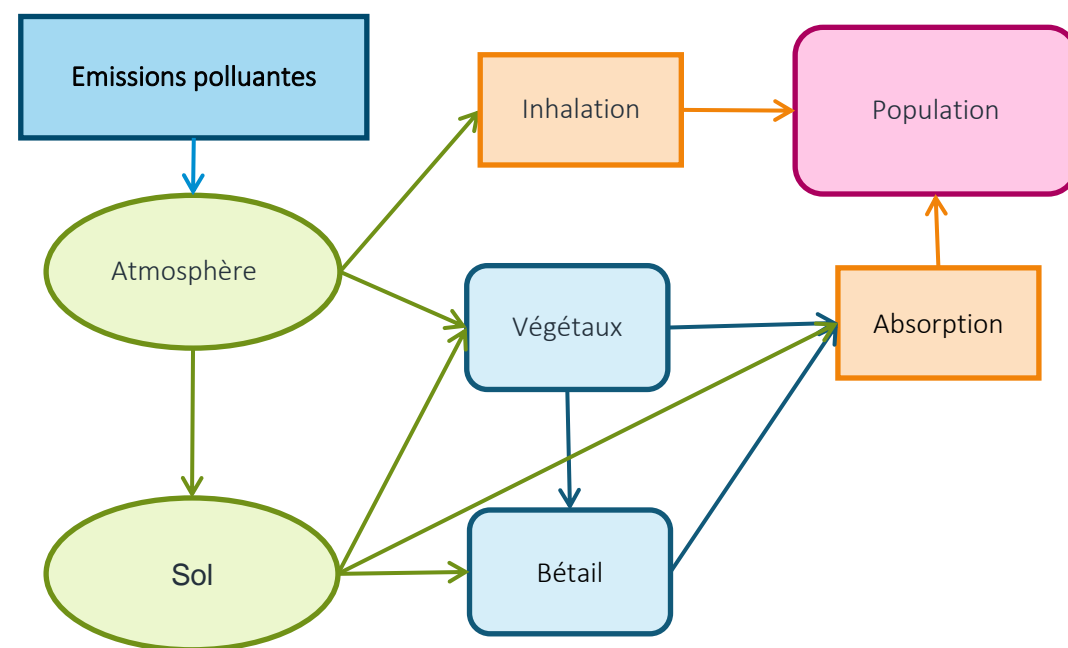 Emissions polluantes
Inhalation
Population
Atmosphère
Végétaux
Absorption
Sol
Bétail